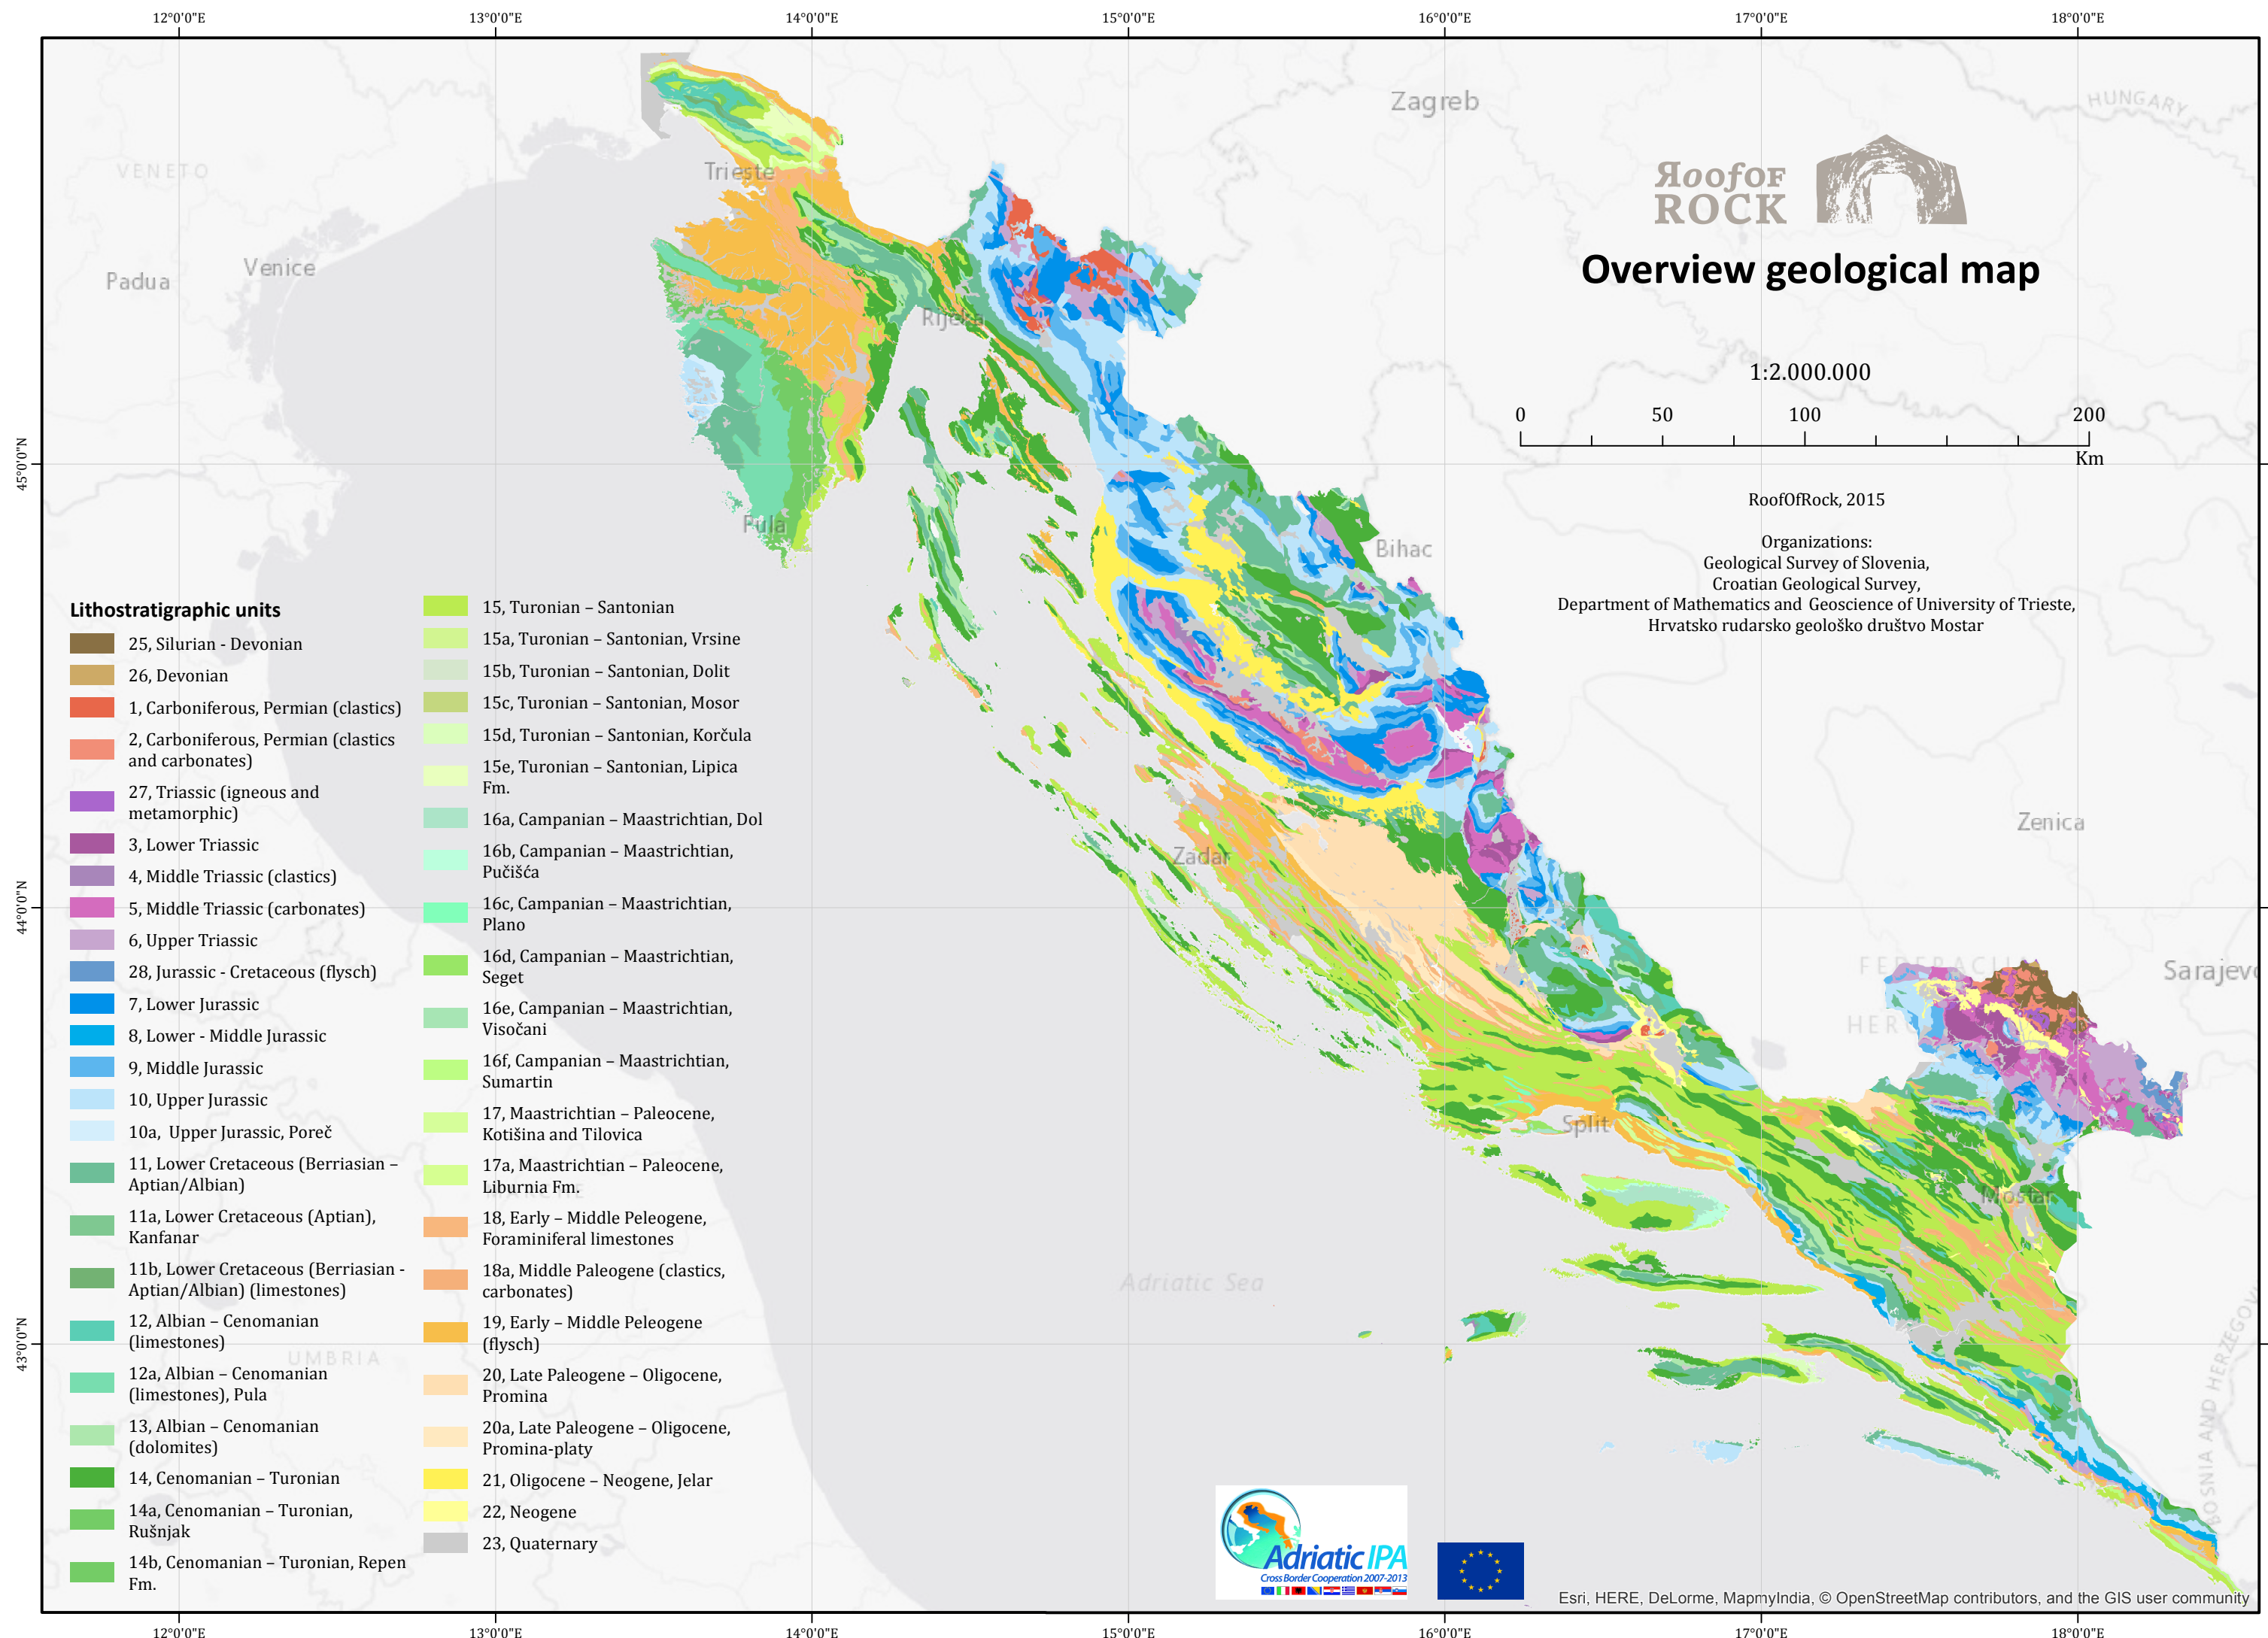 12°0'0"E
13°0'0"E
14°0'0"E
15°0'0"E
16°0'0"E
17°0'0"E
18°0'0"E
Zagreb
HUNGARY
VENETO
Trieste
RoofOF
ROCK
Padua
Venice
Overview geological map
Rijeka
1:2.000.000
0
50
100
200
Km
45°0'0"N
RoofOfRock, 2015
Pula
Bihac
Organizations:
Geological Survey of Slovenia,
Croatian Geological Survey,
Department of Mathematics and Geoscience of University of Trieste,
Hrvatsko rudarsko geološko društvo Mostar
Lithostratigraphic units
25, Silurian - Devonian
26, Devonian
1, Carboniferous, Permian (clastics)
2, Carboniferous, Permian (clastics
and carbonates)
27, Triassic (igneous and
metamorphic)
3, Lower Triassic
4, Middle Triassic (clastics)
5, Middle Triassic (carbonates)
6, Upper Triassic
28, Jurassic - Cretaceous (flysch)
7, Lower Jurassic
8, Lower - Middle Jurassic
9, Middle Jurassic
10, Upper Jurassic
10a, Upper Jurassic, Poreč
11, Lower Cretaceous (Berriasian –
Aptian/Albian)
11a, Lower Cretaceous (Aptian),
Kanfanar
11b, Lower Cretaceous (Berriasian -
Aptian/Albian) (limestones)
12, Albian – Cenomanian
(limestones)
12a, Albian – Cenomanian
(limestones), Pula
13, Albian – Cenomanian
(dolomites)
14, Cenomanian – Turonian
14a, Cenomanian – Turonian,
Rušnjak
14b, Cenomanian – Turonian, Repen
Fm.
15, Turonian – Santonian
15a, Turonian – Santonian, Vrsine
15b, Turonian – Santonian, Dolit
15c, Turonian – Santonian, Mosor
15d, Turonian – Santonian, Korčula
15e, Turonian – Santonian, Lipica
Fm.
16a, Campanian – Maastrichtian, Dol
16b, Campanian – Maastrichtian,
Pučišća
16c, Campanian – Maastrichtian,
Plano
16d, Campanian – Maastrichtian,
Seget
16e, Campanian – Maastrichtian,
Visočani
16f, Campanian – Maastrichtian,
Sumartin
17, Maastrichtian – Paleocene,
Kotišina and Tilovica
17a, Maastrichtian – Paleocene,
Liburnia Fm.
18, Early – Middle Peleogene,
Foraminiferal limestones
18a, Middle Paleogene (clastics,
carbonates)
19, Early – Middle Peleogene
(flysch)
20, Late Paleogene – Oligocene,
Promina
20a, Late Paleogene – Oligocene,
Promina-platy
21, Oligocene – Neogene, Jelar
22, Neogene
23, Quaternary
Zenica
Zadar
44°0'0"N
Sarajevo
Split
Mostar
Adriatic Sea
43°0'0"N
UMBRIA
BOSNIA AND HERZEGOVI
Adriatic IPA
Cross Border Cooperation 2007-2013
Esri, HERE, DeLorme, MapmyIndia, © OpenStreetMap contributors, and the GIS user community
12°0'0"E
13°0'0"E
14°0'0"E
15°0'0"E
16°0'0"E
17°0'0"E
18°0'0"E